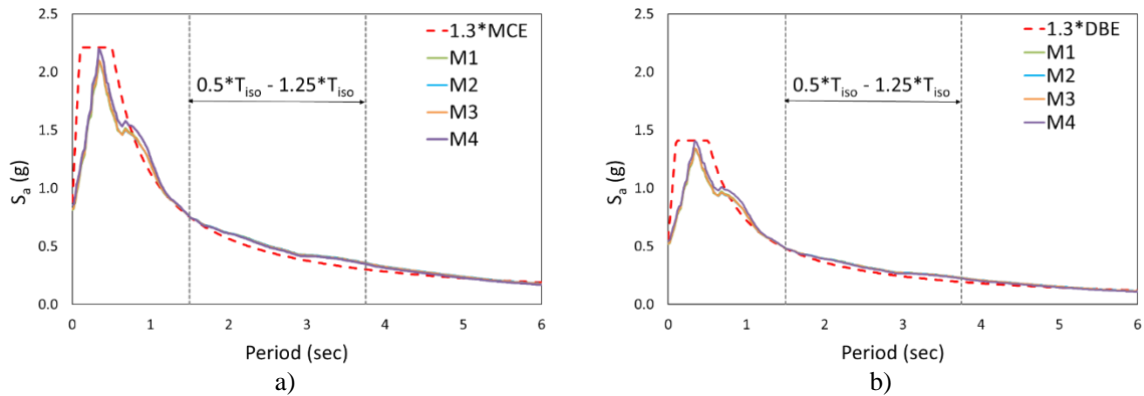 2.5
2.0
1.5
1.0
0.5
0.0
S_a (g)
0 1 2 3 4 5 6
Period (sec)
0.5*T_iso - 1.25*T_iso
1.3*MCE
M1
M2
M3
M4
a)
2.5
2.0
1.5
1.0
0.5
0.0
S_a (g)
0 1 2 3 4 5 6
Period (sec)
0.5*T_iso - 1.25*T_iso
1.3*DBE
M1
M2
M3
M4
b)